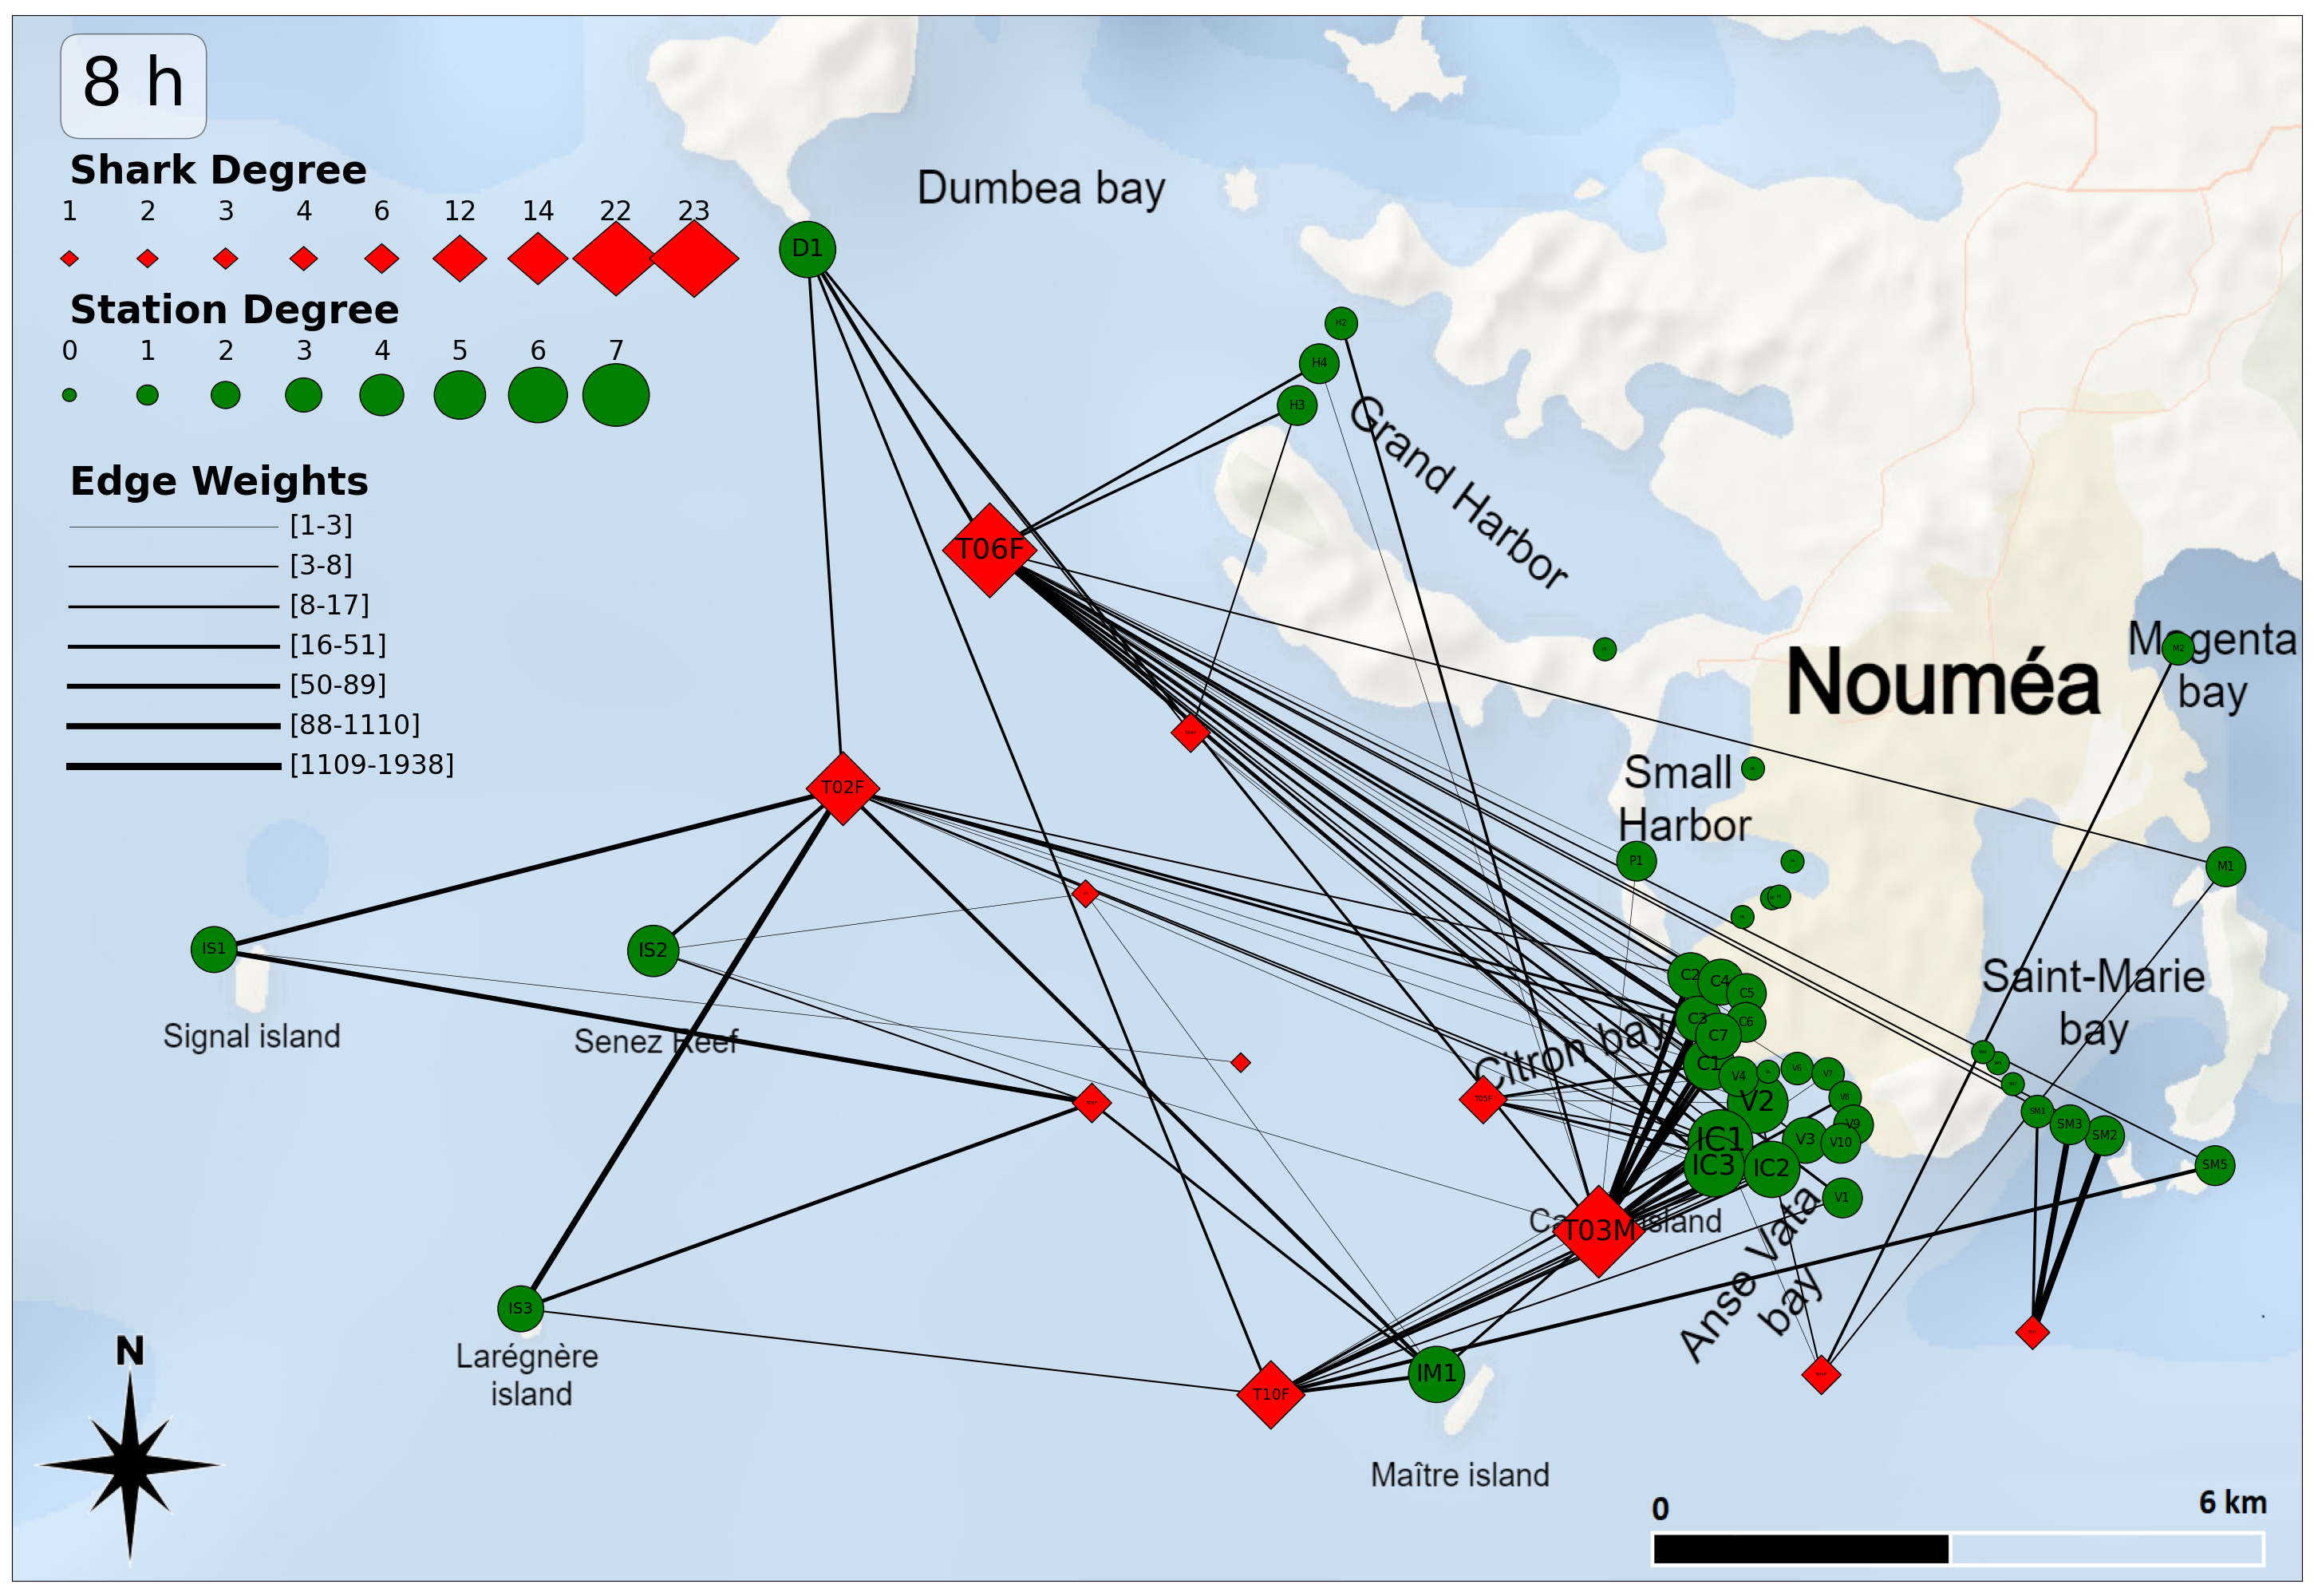 8 h
Shark Degree
1 2 3 4 6 12 14 22 23
Station Degree
0 1 2 3 4 5 6 7
Edge Weights
[1-3]
[3-8]
[8-17]
[16-51]
[50-89]
[88-1110]
[1109-1938]
Dumbea bay
D1
H2
H4
H3
Grand Harbor
T06F
Nouméa
M2
Magenta
bay
Small
Harbor
T02F
P1
M1
IS1
IS2
Signal island
Senez Reef
C2
C4
C5
C3
C6
C7
C1
Citron bay
Saint-Marie
bay
V4
V6
V7
V2
V8
V9
V3
V10
IC1
IC3
IC2
V1
T05F
SM1
SM3
SM2
SM5
T03M
island
Anse Vata
bay
IS3
Larégnère
island
T10F
IM1
Maître island
N
0
6 km